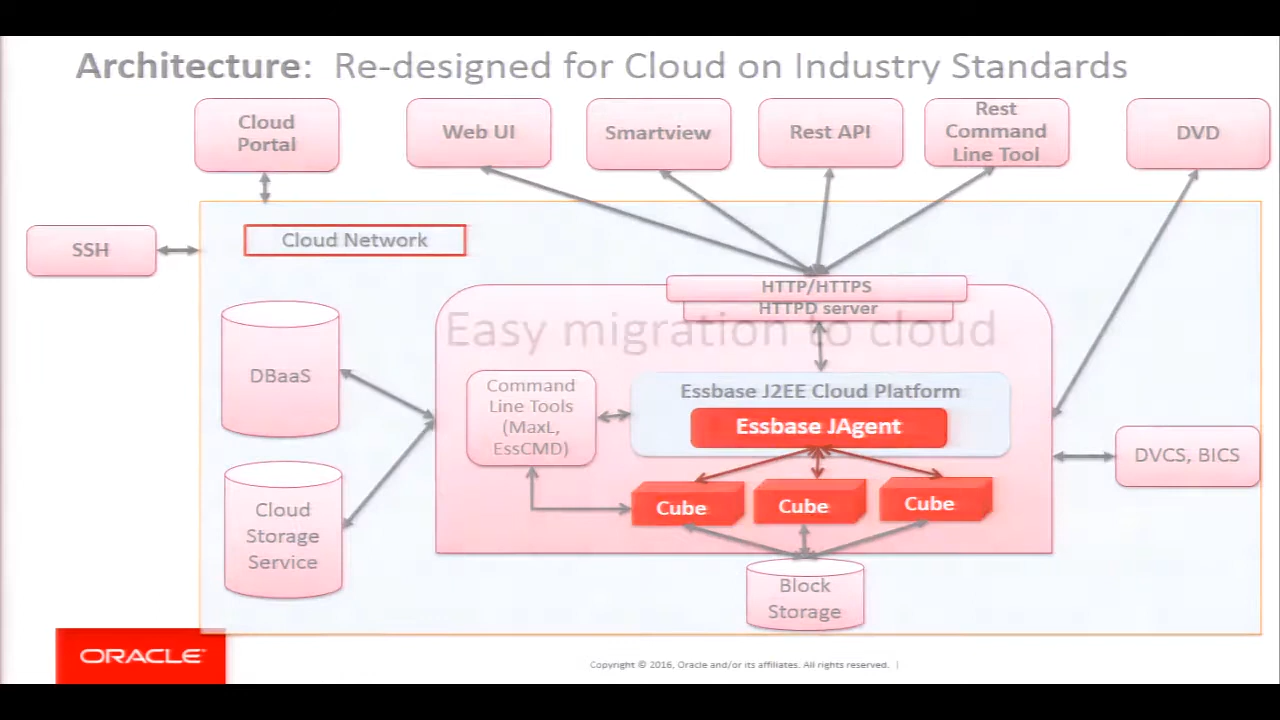 Architecture: Re-designed for Cloud on Industry Standards
Cloud
Portal
Web UI
Smartview
Rest API
Rest
Command
Line Tool
DVD
SSH
Cloud Network
HTTP/HTTPS
HTTPD server
Easy migration to cloud
DBaaS
Command
Line Tools
(MaxL,
EssCMD)
Essbase J2EE Cloud Platform
Essbase JAgent
DVCS, BICS
Cube
Cube
Cube
Cloud
Storage
Service
Block
Storage
ORACLE
Copyright © 2016, Oracle and/or its affiliates. All rights reserved. |